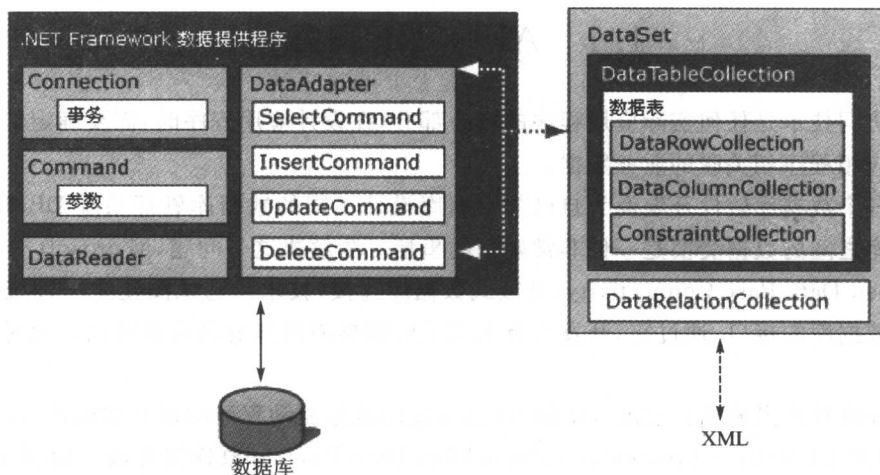 .NET Framework 数据提供程序
Connection
事务
Command
参数
DataReader
DataAdapter
SelectCommand
InsertCommand
UpdateCommand
DeleteCommand
数据库
DataSet
DataTableCollection
数据表
DataRowCollection
DataColumnCollection
ConstraintCollection
DataRelationCollection
XML